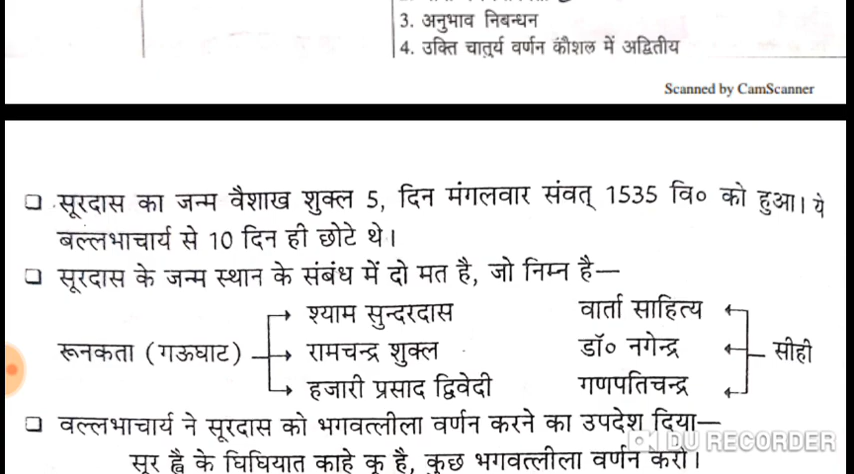 3. अनुभाव निबन्धन
4. उक्ति चातुर्य वर्णन कौशल में अद्वितीय
Scanned by CamScanner
❑ सूरदास का जन्म वैशाख शुक्ल 5, दिन मंगलवार संवत् 1535 वि० को हुआ। ये
बल्लभाचार्य से 10 दिन ही छोटे थे।
❑ सूरदास के जन्म स्थान के संबंध में दो मत है, जो निम्न है—
श्याम सुन्दरदास वार्ता साहित्य
रूनकता (गऊघाट) रामचन्द्र शुक्ल डॉ० नगेन्द्र सीही
हजारी प्रसाद द्विवेदी गणपतिचन्द्र
❑ वल्लभाचार्य ने सूरदास को भगवत्लीला वर्णन करने का उपदेश दिया—
DU RECORDER
सूर ह्वै के घिघियात काहे कू है, कुछ भगवत्लीला वर्णन करो।